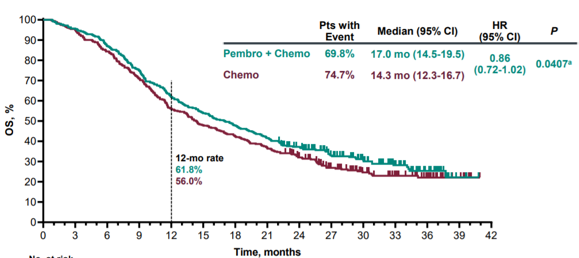 Pts with Event Median (95% CI) HR (95% CI) P
Pembro + Chemo 69.8% 17.0 mo (14.5-19.5) 0.86 (0.72-1.02) 0.0407ª
Chemo 74.7% 14.3 mo (12.3-16.7)
OS, %
100
90
80
70
60
50
40
30
20
10
0
12-mo rate
61.8%
56.0%
0 3 6 9 12 15 18 21 24 27 30 33 36 39 42
Time, months
No. at risk